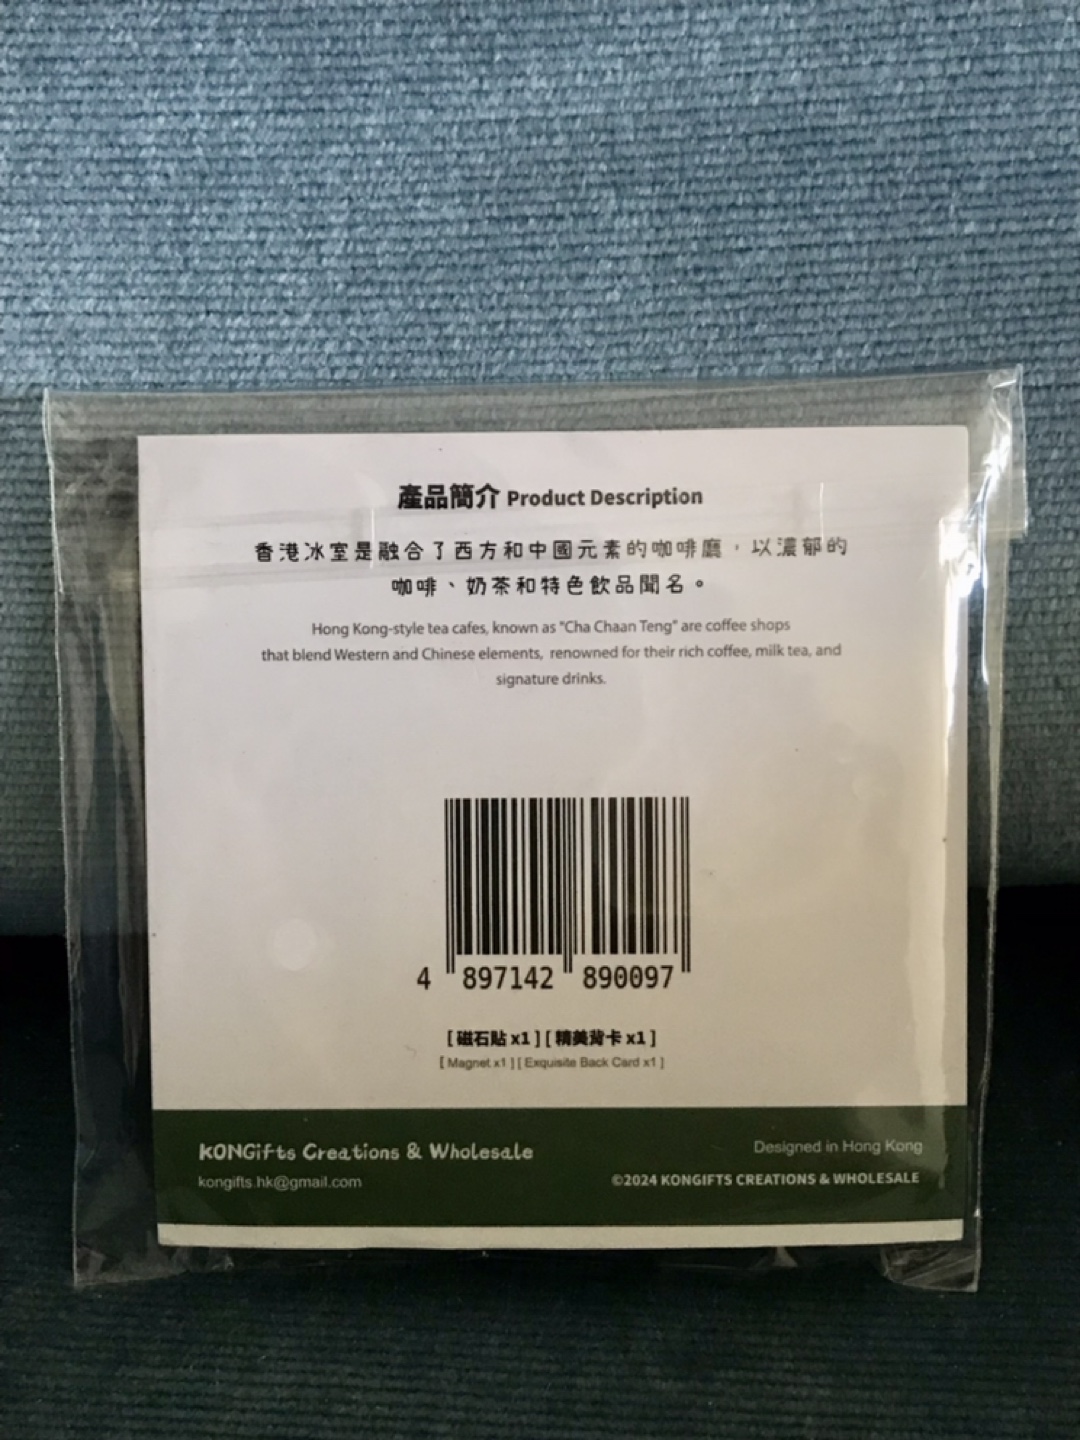 產品簡介 Product Description
香港冰室是融合了西方和中國元素的咖啡廳，以濃郁的
咖啡、奶茶和特色飲品聞名。
Hong Kong-style tea cafes, known as "Cha Chaan Teng" are coffee shops
that blend Western and Chinese elements, renowned for their rich coffee, milk tea, and
signature drinks.
4 897142 890097
[ 磁石貼 x1 ] [ 精美背卡 x1 ]
[ Magnet x1 ] [ Exquisite Back Card x1 ]
KONGifts Creations & Wholesale
Designed in Hong Kong
kongifts.hk@gmail.com
©2024 KONGIFTS CREATIONS & WHOLESALE